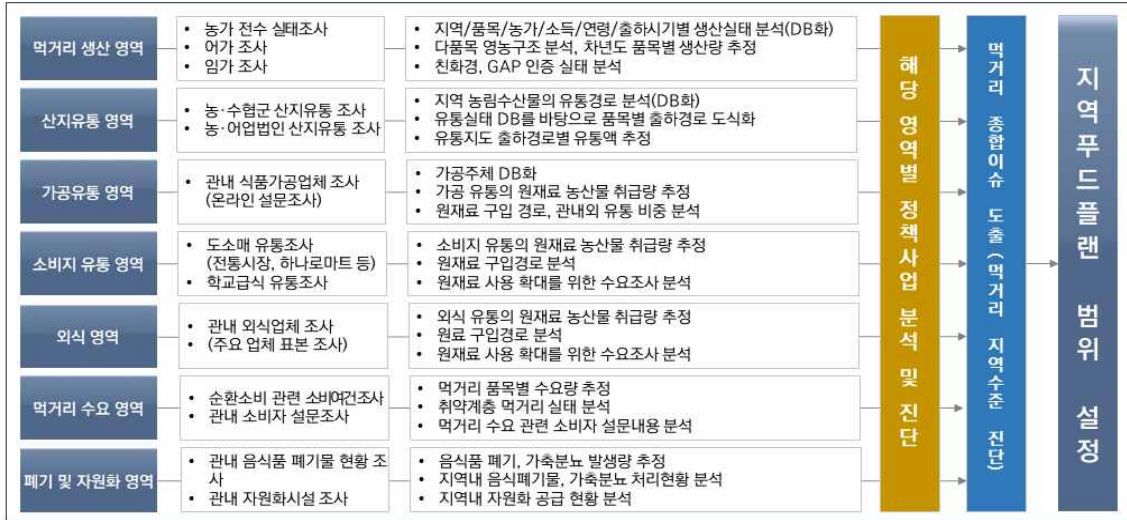 먹거리 생산 영역
• 농가 전수 실태조사
• 어가 조사
• 임가 조사
• 지역/품목/농가/소득/연령/출하시기별 생산실태 분석(DB화)
• 다품목 영농구조 분석, 차년도 품목별 생산량 추정
• 친화경, GAP 인증 실태 분석
산지유통 영역
• 농·수협군 산지유통 조사
• 농·어업법인 산지유통 조사
• 지역 농림수산물의 유통경로 분석(DB화)
• 유통실태 DB를 바탕으로 품목별 출하경로 도식화
• 유통지도 출하경로별 유통액 추정
가공유통 영역
• 관내 식품가공업체 조사
(온라인 설문조사)
• 가공주체 DB화
• 가공 유통의 원재료 농산물 취급량 추정
• 원재료 구입 경로, 관내외 유통 비중 분석
소비지 유통 영역
• 도소매 유통조사
(전통시장, 하나로마트 등)
• 학교급식 유통조사
• 소비지 유통의 원재료 농산물 취급량 추정
• 원재료 구입경로 분석
• 원재료 사용 확대를 위한 수요조사 분석
외식 영역
• 관내 외식업체 조사
• (주요 업체 표본 조사)
• 외식 유통의 원재료 농산물 취급량 추정
• 원료 구입경로 분석
• 원재료 사용 확대를 위한 수요조사 분석
먹거리 수요 영역
• 순환소비 관련 소비여건조사
• 관내 소비자 설문조사
• 먹거리 품목별 수요량 추정
• 취약계층 먹거리 실태 분석
• 먹거리 수요 관련 소비자 설문내용 분석
폐기 및 자원화 영역
• 관내 음식품 폐기물 현황 조
사
• 관내 자원화시설 조사
• 음식품 폐기, 가축분뇨 발생량 추정
• 지역내 음식폐기물, 가축분뇨 처리현황 분석
• 지역내 자원화 공급 현황 분석
해당 영역별 정책사업 분석 및 진단
먹거리 종합이슈 도출(먹거리 지역수준 진단)
지역푸드플랜 범위 설정